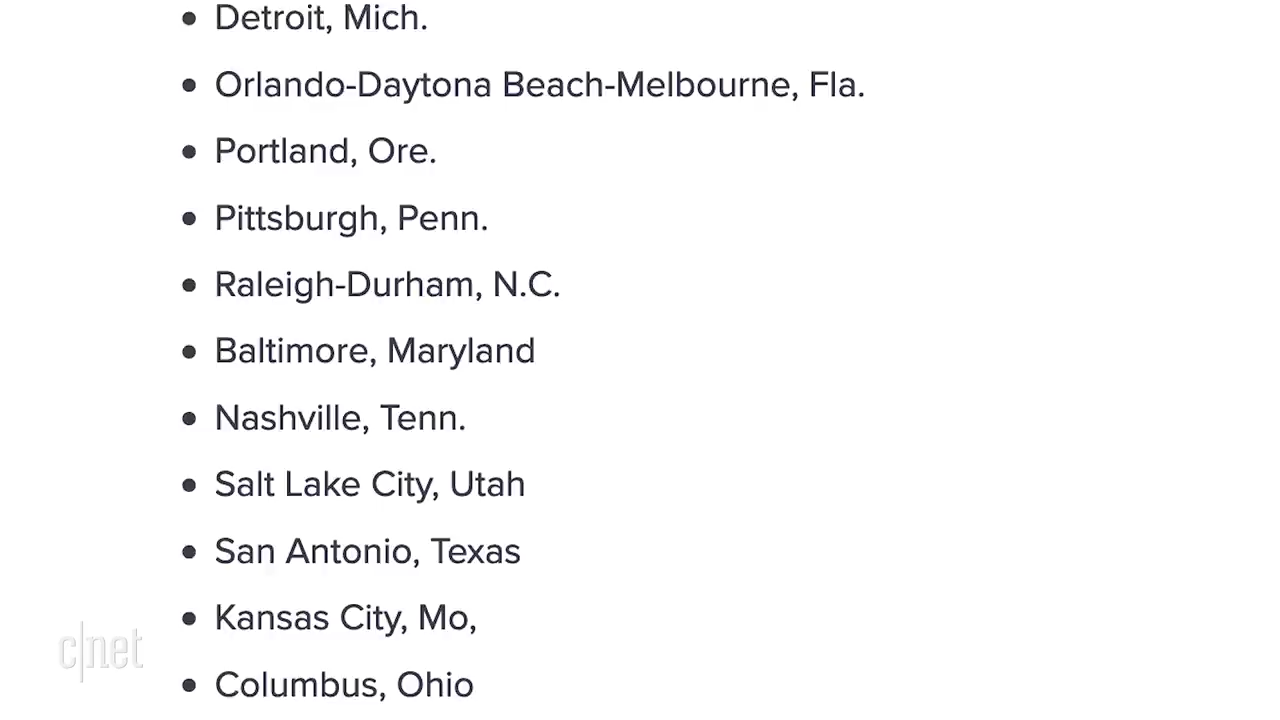 • Detroit, Mich.
• Orlando-Daytona Beach-Melbourne, Fla.
• Portland, Ore.
• Pittsburgh, Penn.
• Raleigh-Durham, N.C.
• Baltimore, Maryland
• Nashville, Tenn.
• Salt Lake City, Utah
• San Antonio, Texas
• Kansas City, Mo,
• Columbus, Ohio
c|net